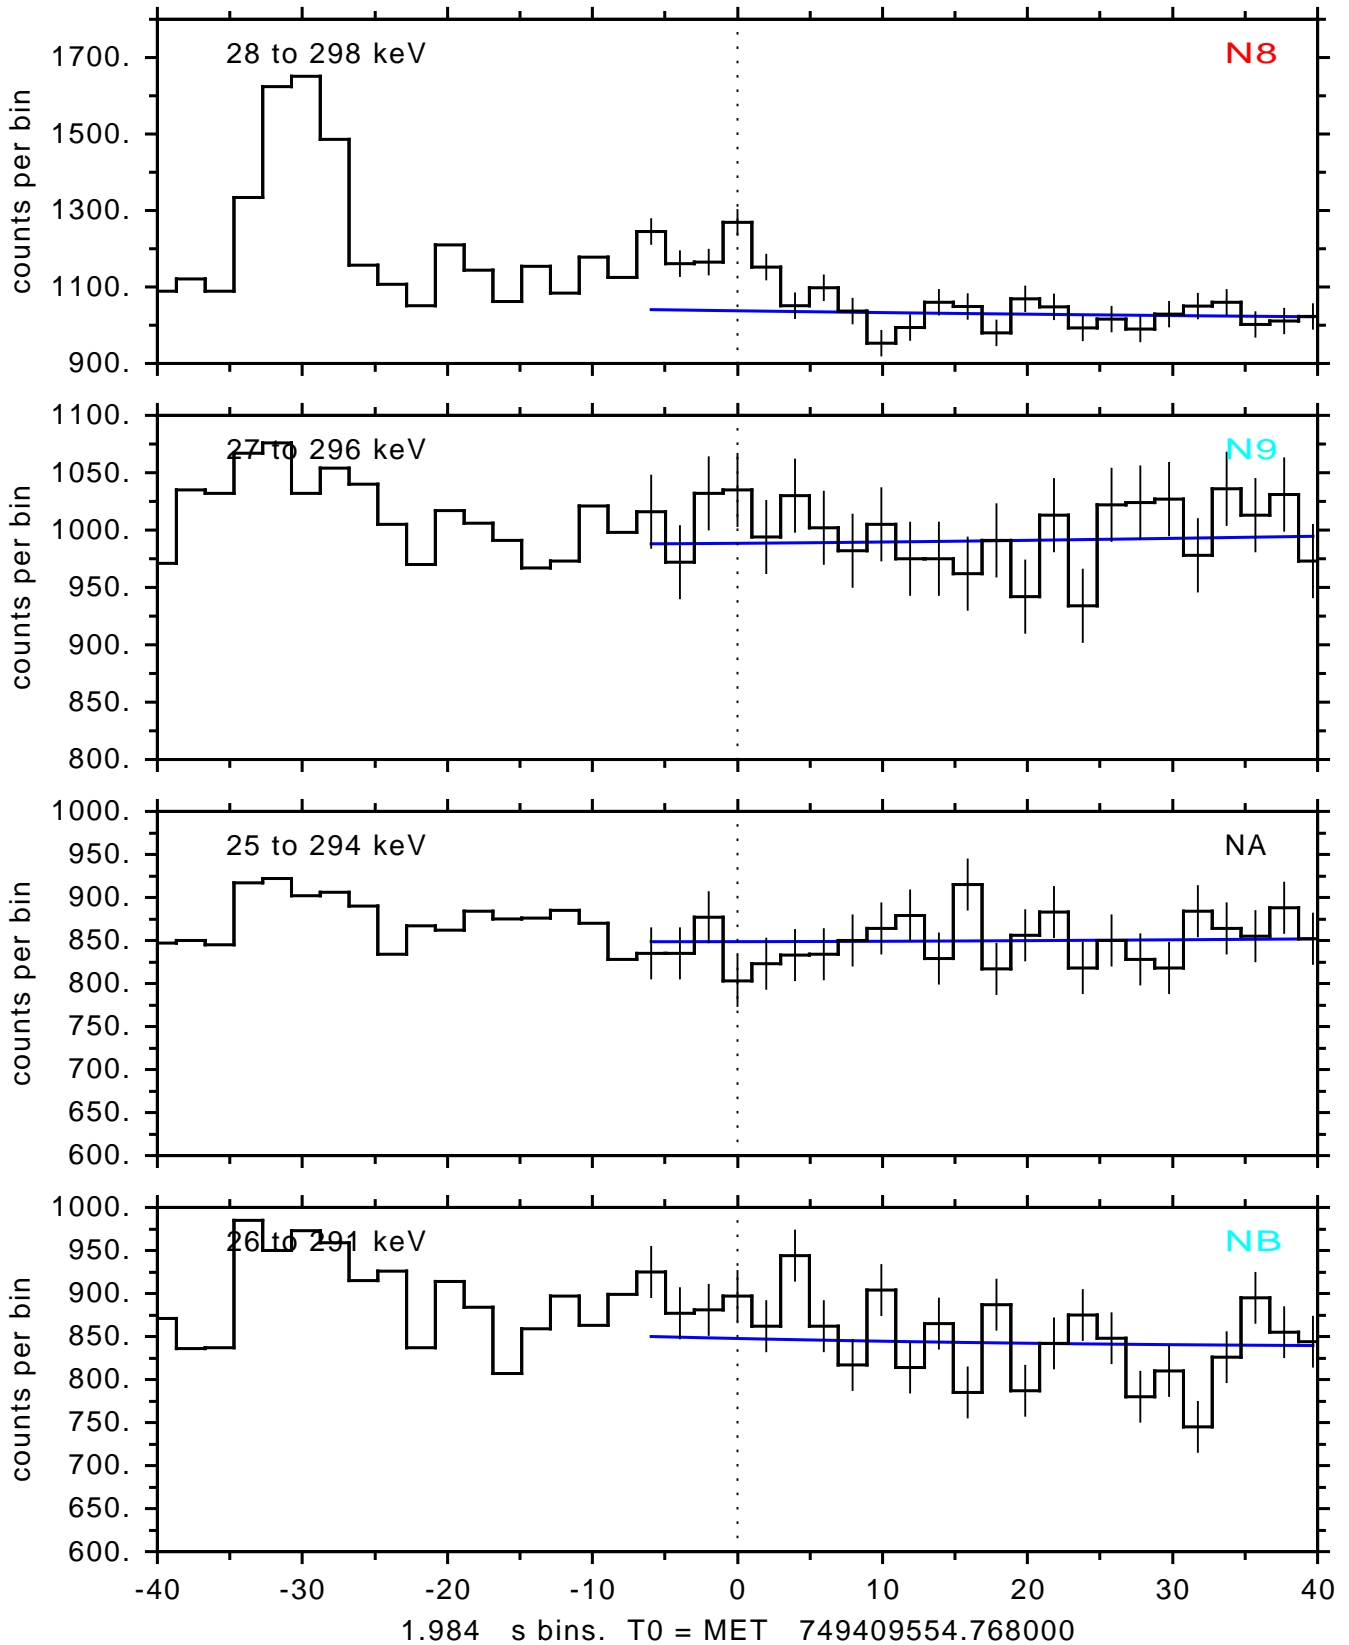 28 to 298 keV
N8
counts per bin
1700.
1500.
1300.
1100.
900.
27 to 296 keV
N9
counts per bin
1100.
1050.
1000.
950.
900.
850.
800.
25 to 294 keV
NA
counts per bin
1000.
950.
900.
850.
800.
750.
700.
650.
600.
26 to 291 keV
NB
counts per bin
1000.
950.
900.
850.
800.
750.
700.
650.
600.
-40 -30 -20 -10 0 10 20 30 40
1.984 s bins. T0 = MET 749409554.768000